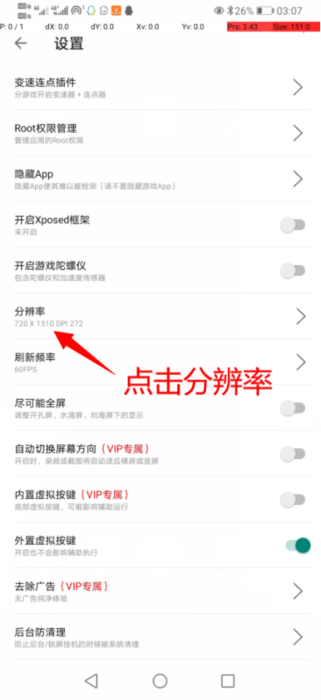 26% 03:07
P: 0 / 1 dX: 0.0 dY: 0.0 Xv: 0.0 Yv: 0.0 Prs: 3.43 Size: 151.0
设置
变速连点插件
分游戏开启变速器 + 连点器
Root权限管理
管理应用的Root权限
隐藏App
隐藏App使其难以被检测（请不要隐藏游戏App）
开启Xposed框架
未开启
开启游戏陀螺仪
包含陀螺仪和加速度传感器
分辨率
720 X 1510 DPI 272
点击分辨率
刷新频率
60FPS
尽可能全屏
调整开孔屏、水滴屏、刘海屏下的显示
自动切换屏幕方向（VIP专属）
开启时，录频或截图将自动适应横屏或竖屏
内置虚拟按键（VIP专属）
底部虚拟按键，可能影响辅助运行
外置虚拟按键
开启也不会影响辅助执行
去除广告（VIP专属）
无广告纯净体验
后台防清理
防止后台/锁屏挂机的时候被系统清理